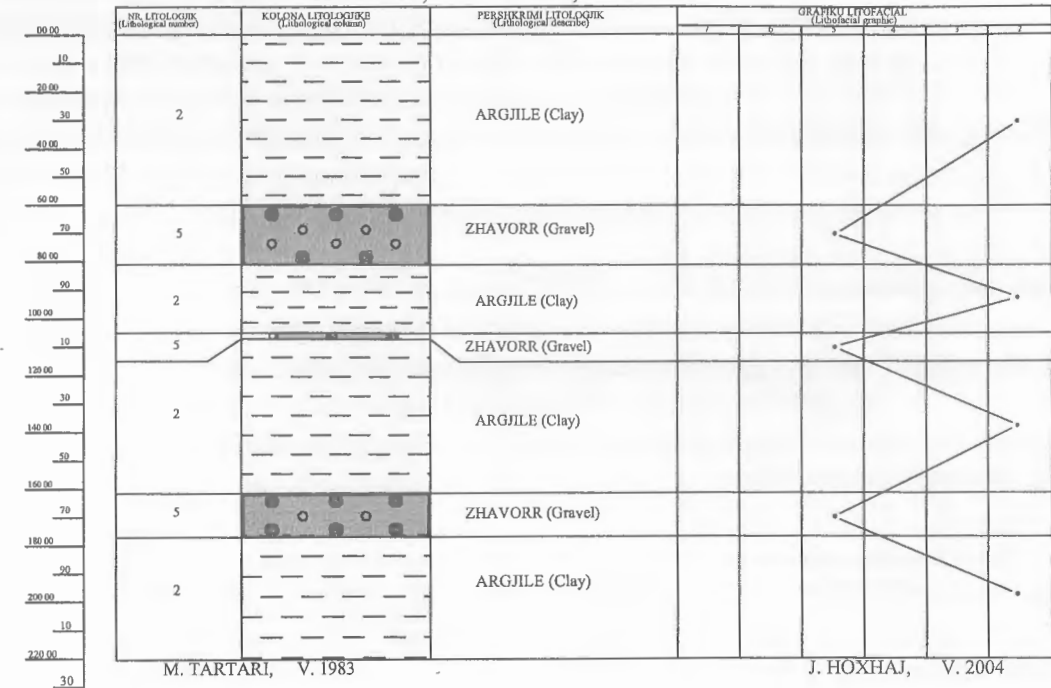 NR. LITOLOGJIK KOLONA LITOLOGJIKE PERSHKRIMI LITOLOGJIK GRAFIKU LITOFACIAL
(Lithological number) (Lithological column) (Lithological describe) (Lithofacial graphic)
7 6 5 4 3 2
00 00
10
20 00
2 ARGJILE (Clay)
30
40 00
50
60 00
5 ZHAVORR (Gravel)
70
80 00
90
2 ARGJILE (Clay)
100 00
5 ZHAVORR (Gravel)
10
120 00
30
2 ARGJILE (Clay)
140 00
50
160 00
5 ZHAVORR (Gravel)
70
180 00
90
2 ARGJILE (Clay)
200 00
10
220 00
M. TARTARI, V. 1983 J. HOXHAJ, V. 2004
30